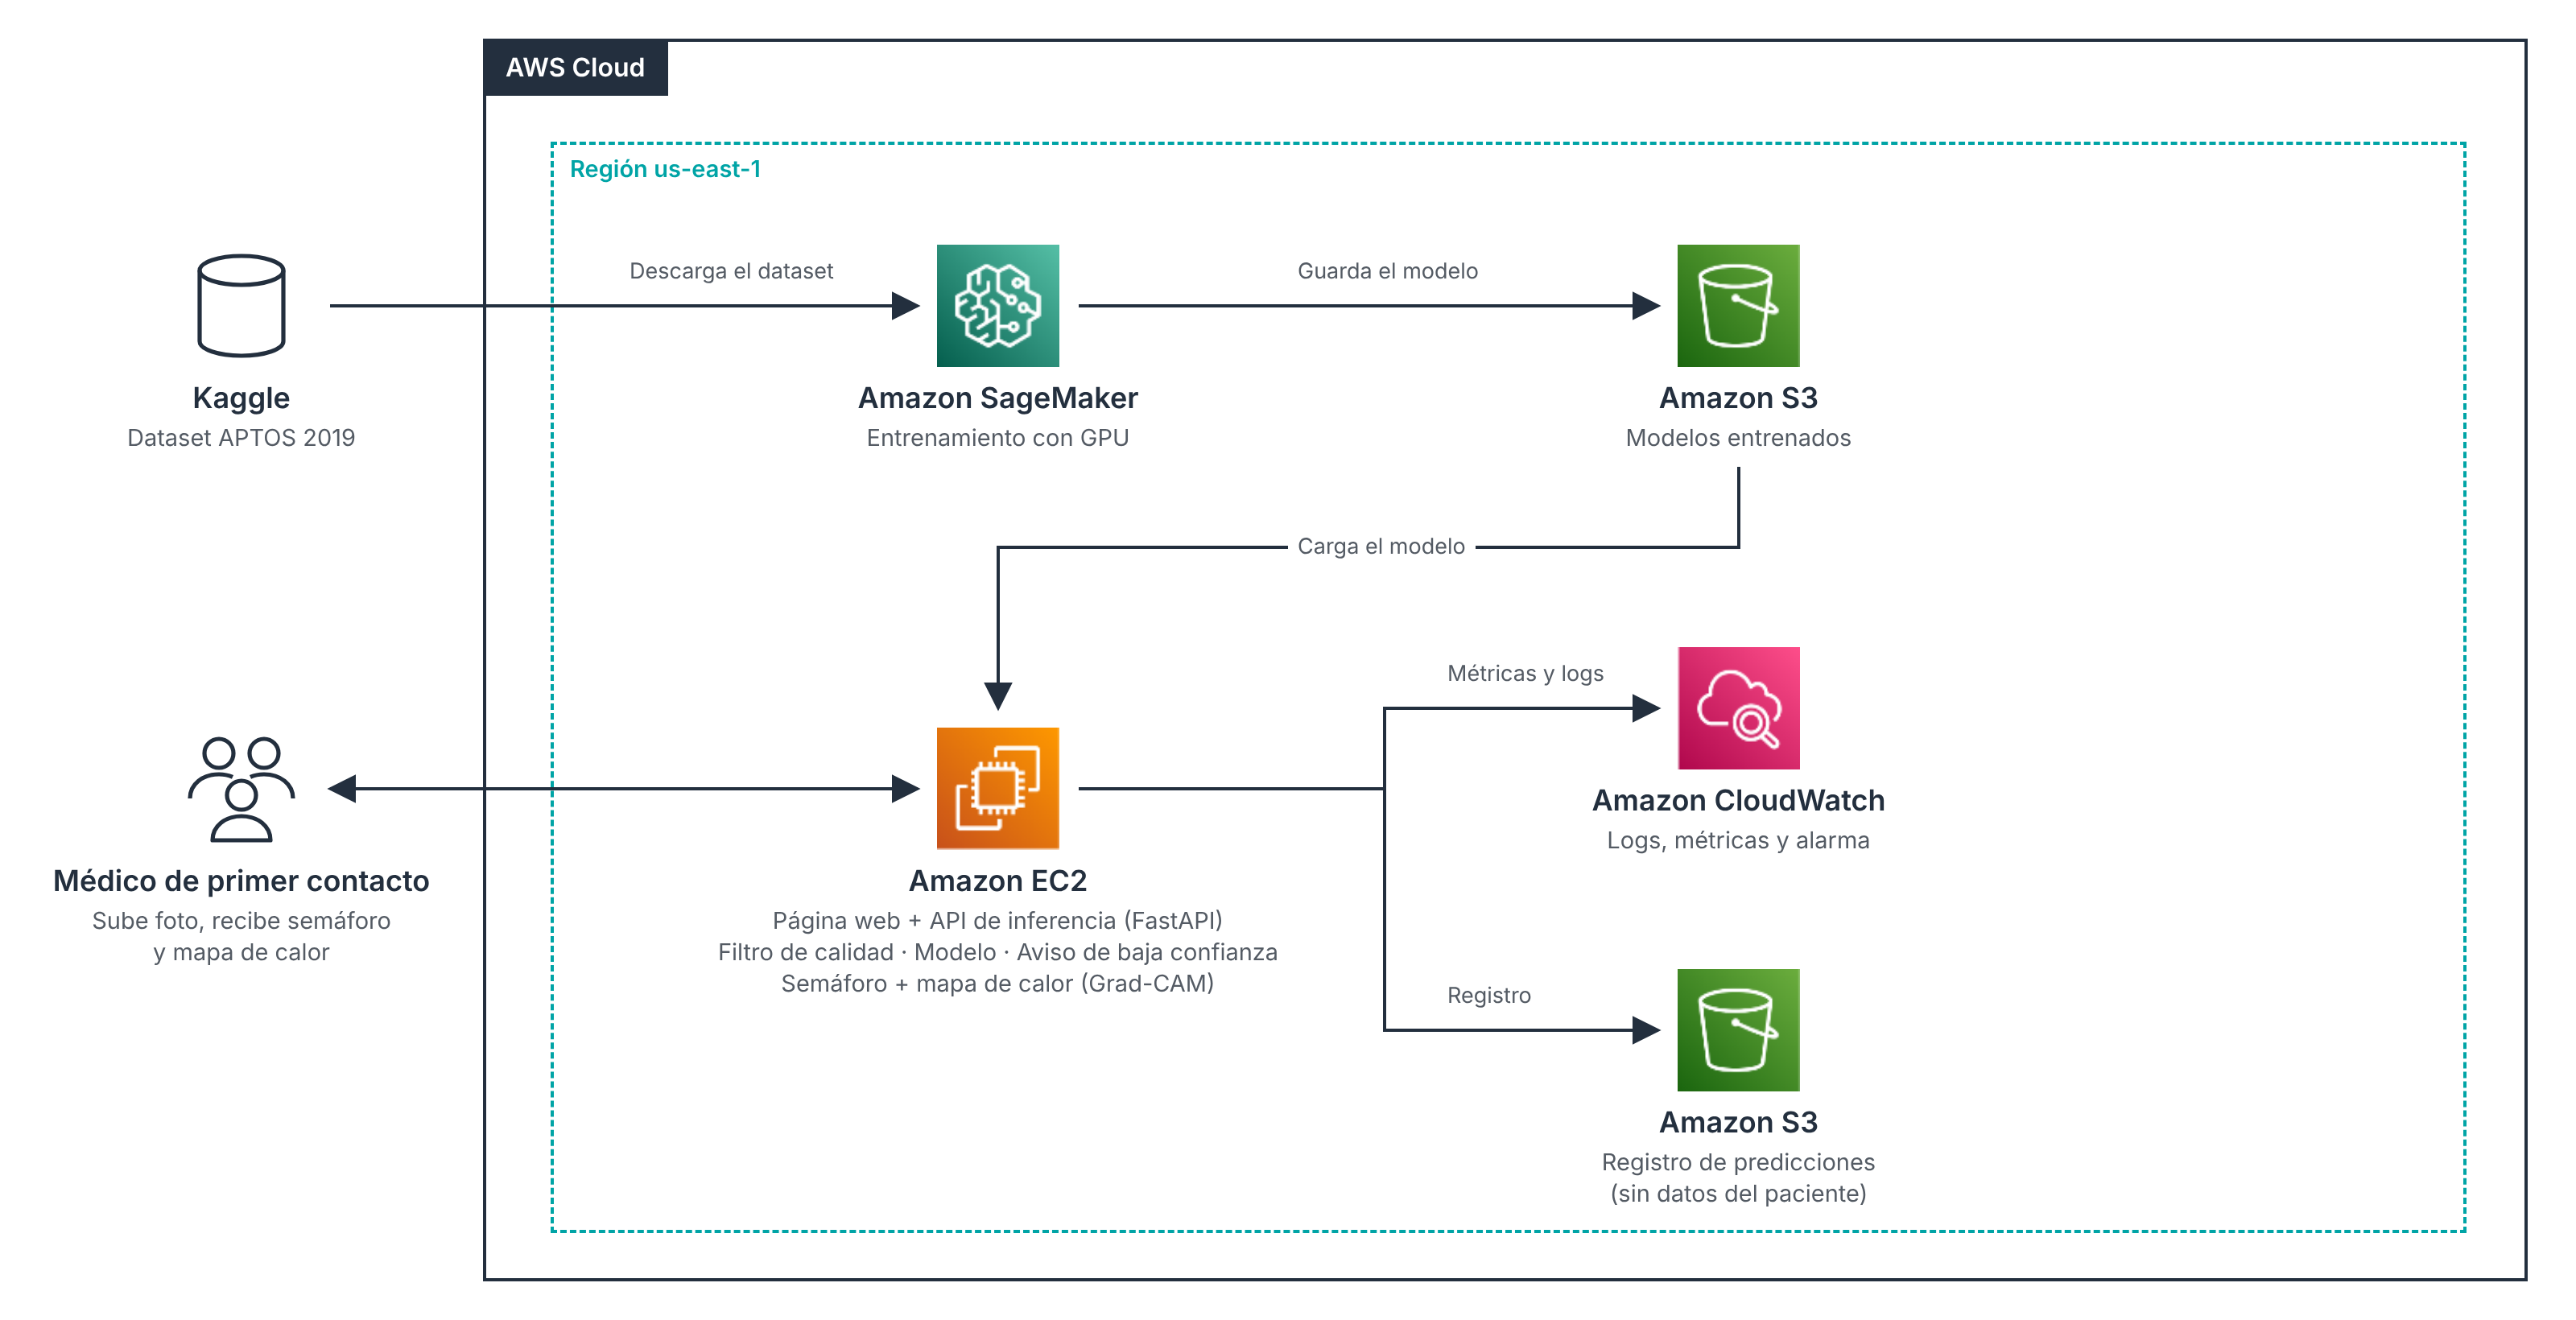 AWS Cloud
Región us-east-1
Descarga el dataset
Guarda el modelo
Kaggle
Dataset APTOS 2019
Amazon SageMaker
Entrenamiento con GPU
Amazon S3
Modelos entrenados
Carga el modelo
Métricas y logs
Amazon CloudWatch
Logs, métricas y alarma
Médico de primer contacto
Sube foto, recibe semáforo
y mapa de calor
Amazon EC2
Página web + API de inferencia (FastAPI)
Filtro de calidad · Modelo · Aviso de baja confianza
Semáforo + mapa de calor (Grad-CAM)
Registro
Amazon S3
Registro de predicciones
(sin datos del paciente)